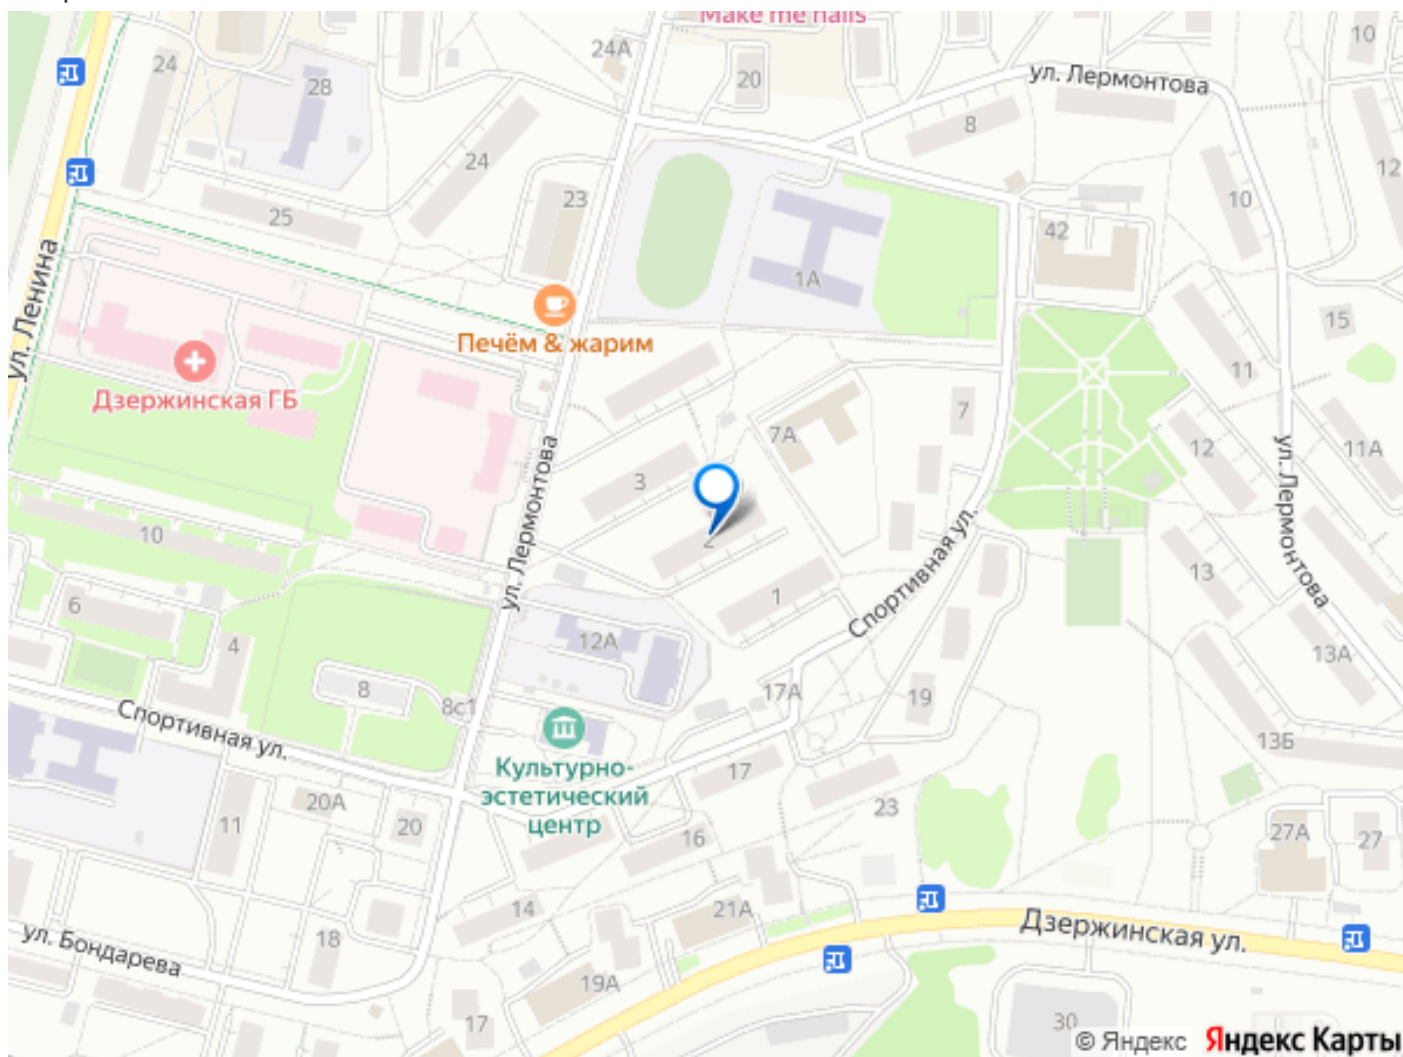 Make me nails
24A
10
24
20
ул. Лермонтова
28
8
24
12
23
10
25
42
ул. Ленина
1А
15
Печём & жарим
11
Дзержинская ГБ
7
7А
ул. Лермонтова
12
11А
3
ул. Лермонтова
10
2
Спортивная ул.
13
1
6
12А
4
13А
8
17А
19
8с1
Спортивная ул.
13Б
Культурно-
эстетический
центр
17
20А
23
11
20
16
27А
27
14
21А
Дзержинская ул.
18
ул. Бондарева
19А
17
30
© Яндекс Яндекс Карты